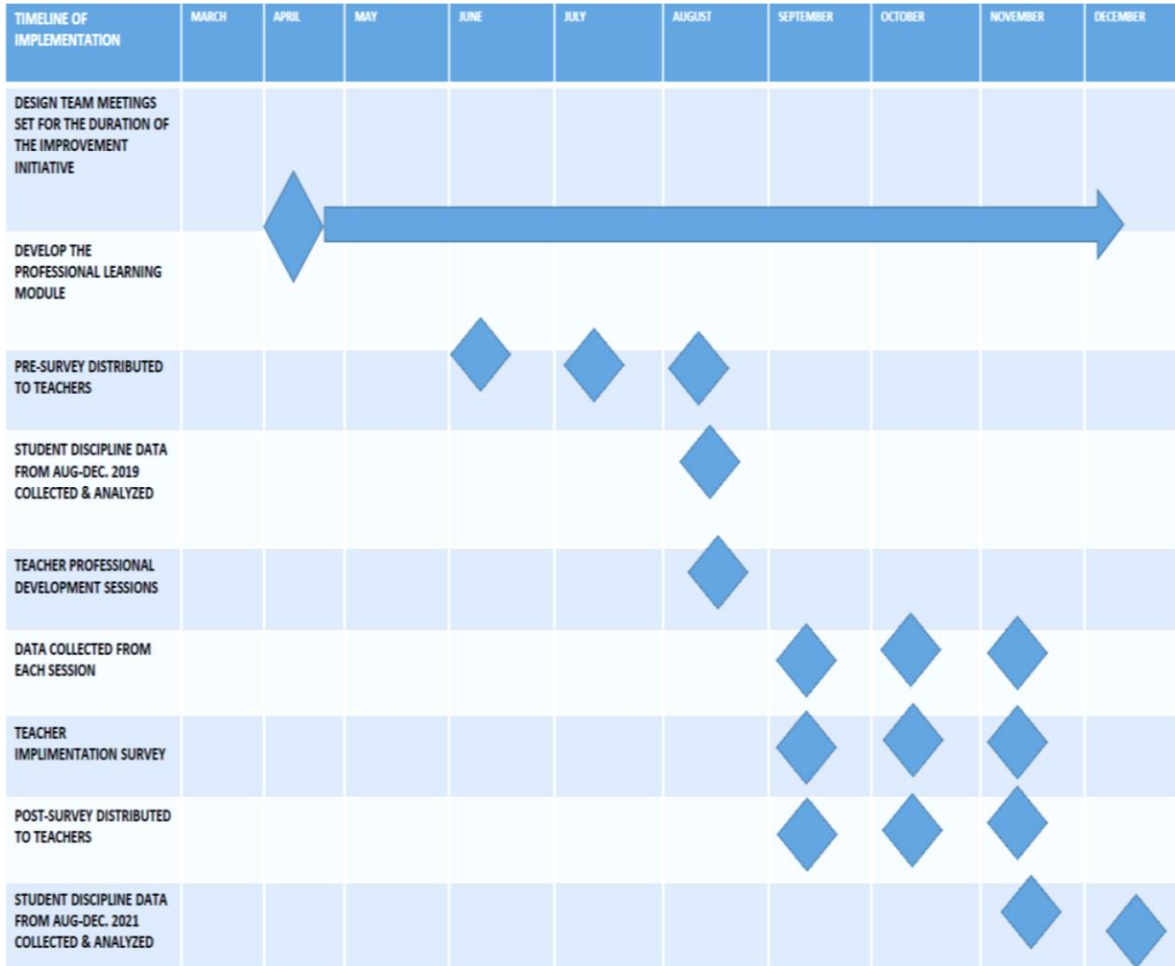 TIMELINE OF
IMPLEMENTATION
MARCH
APRIL
MAY
JUNE
JULY
AUGUST
SEPTEMBER
OCTOBER
NOVEMBER
DECEMBER
DESIGN TEAM MEETINGS
SET FOR THE DURATION OF
THE IMPROVEMENT
INITIATIVE
DEVELOP THE
PROFESSIONAL LEARNING
MODULE
PRE-SURVEY DISTRIBUTED
TO TEACHERS
STUDENT DISCIPLINE DATA
FROM AUG-DEC. 2019
COLLECTED & ANALYZED
TEACHER PROFESSIONAL
DEVELOPMENT SESSIONS
DATA COLLECTED FROM
EACH SESSION
TEACHER
IMPLIMENTATION SURVEY
POST-SURVEY DISTRIBUTED
TO TEACHERS
STUDENT DISCIPLINE DATA
FROM AUG-DEC. 2021
COLLECTED & ANALYZED